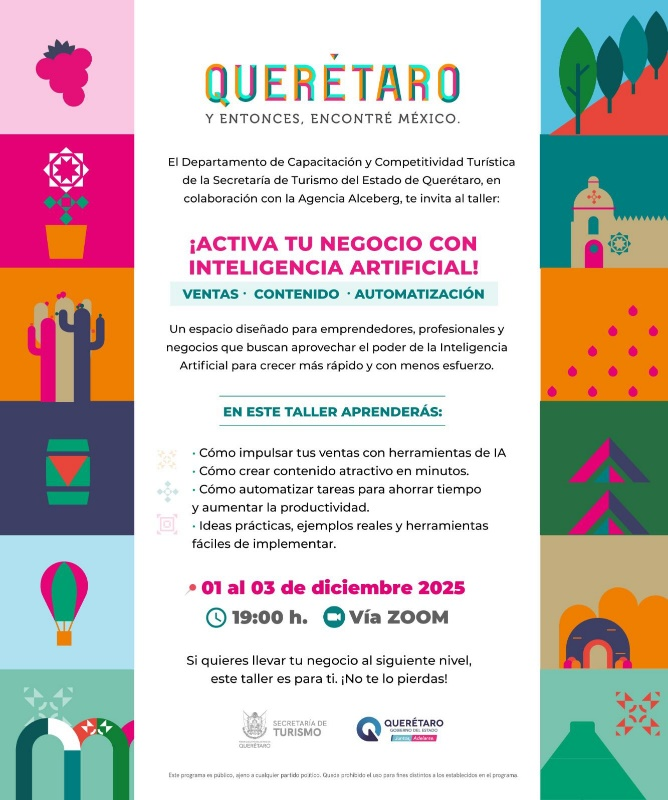 QUERÉTARO
Y ENTONCES, ENCONTRÉ MÉXICO.
El Departamento de Capacitación y Competitividad Turística
de la Secretaría de Turismo del Estado de Querétaro, en
colaboración con la Agencia AIceberg, te invita al taller:
¡ACTIVA TU NEGOCIO CON
INTELIGENCIA ARTIFICIAL!
VENTAS · CONTENIDO · AUTOMATIZACIÓN
Un espacio diseñado para emprendedores, profesionales y
negocios que buscan aprovechar el poder de la Inteligencia
Artificial para crecer más rápido y con menos esfuerzo.
EN ESTE TALLER APRENDERÁS:
· Cómo impulsar tus ventas con herramientas de IA
· Cómo crear contenido atractivo en minutos.
· Cómo automatizar tareas para ahorrar tiempo
y aumentar la productividad.
· Ideas prácticas, ejemplos reales y herramientas
fáciles de implementar.
01 al 03 de diciembre 2025
19:00 h. Vía ZOOM
Si quieres llevar tu negocio al siguiente nivel,
este taller es para ti. ¡No te lo pierdas!
SECRETARÍA DE
TURISMO
QUERÉTARO
QUERÉTARO
GOBIERNO DEL ESTADO
Juntos, Adelante.
Este programa es público, ajeno a cualquier partido político. Queda prohibido el uso para fines distintos a los establecidos en el programa.